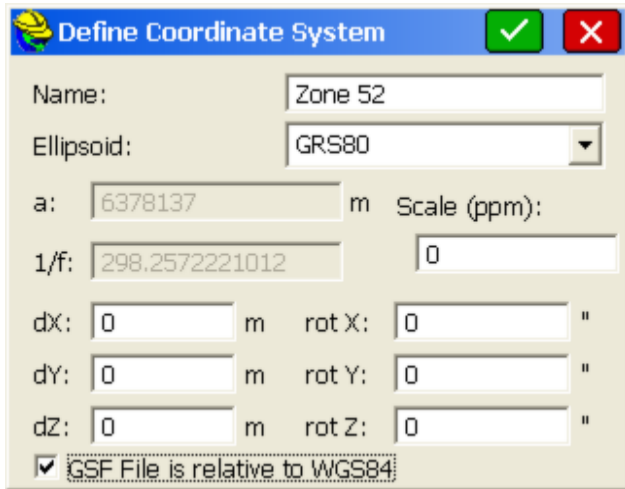 Define Coordinate System
Name: Zone 52
Ellipsoid: GRS80
a: 6378137 m Scale (ppm):
1/f: 298.2572221012 0
dX: 0 m rot X: 0 "
dY: 0 m rot Y: 0 "
dZ: 0 m rot Z: 0 "
GSF File is relative to WGS84